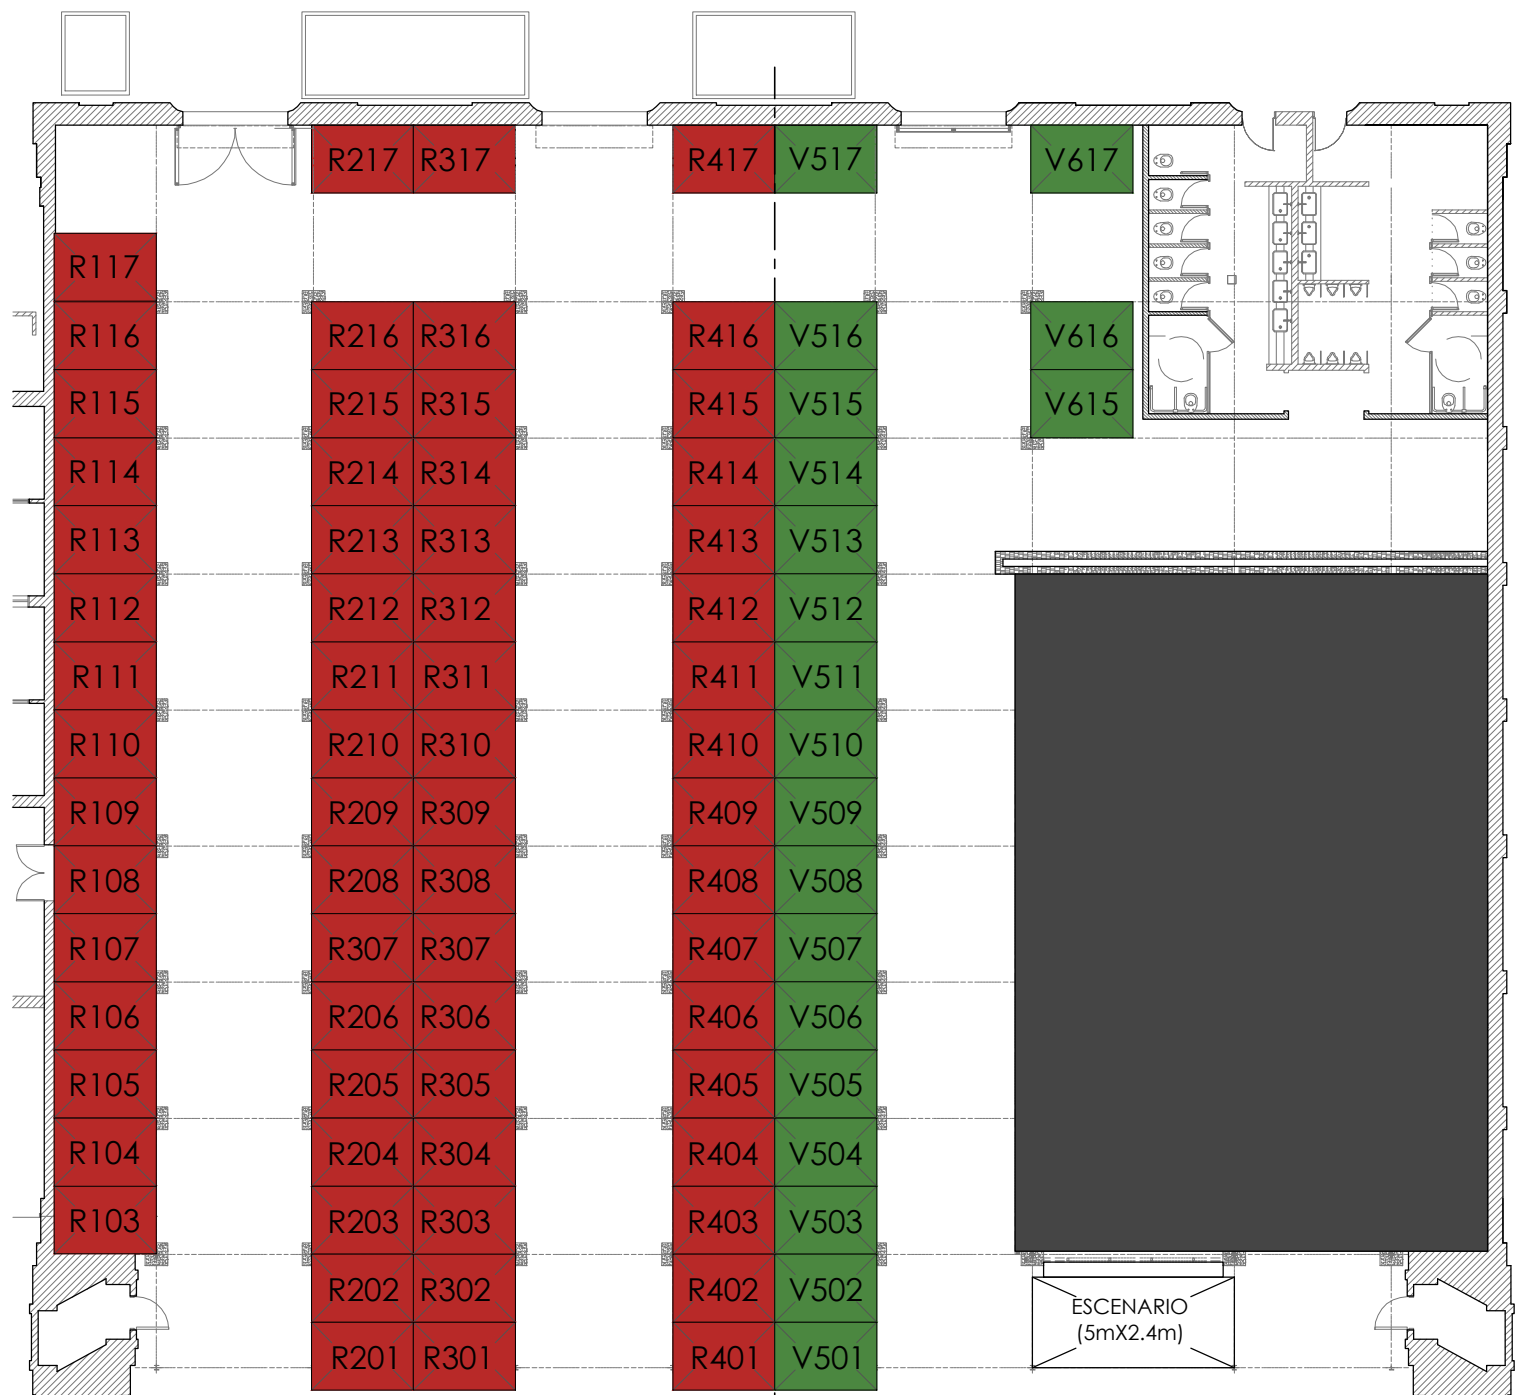 R217 R317 R417 V517 V617
R117
R116 R216 R316 R416 V516 V616
R115 R215 R315 R415 V515 V615
R114 R214 R314 R414 V514
R113 R213 R313 R413 V513
R112 R212 R312 R412 V512
R111 R211 R311 R411 V511
R110 R210 R310 R410 V510
R109 R209 R309 R409 V509
R108 R208 R308 R408 V508
R107 R307 R307 R407 V507
R106 R206 R306 R406 V506
R105 R205 R305 R405 V505
R104 R204 R304 R404 V504
R103 R203 R303 R403 V503
R202 R302 R402 V502
R201 R301 R401 V501
ESCENARIO
(5mX2.4m)